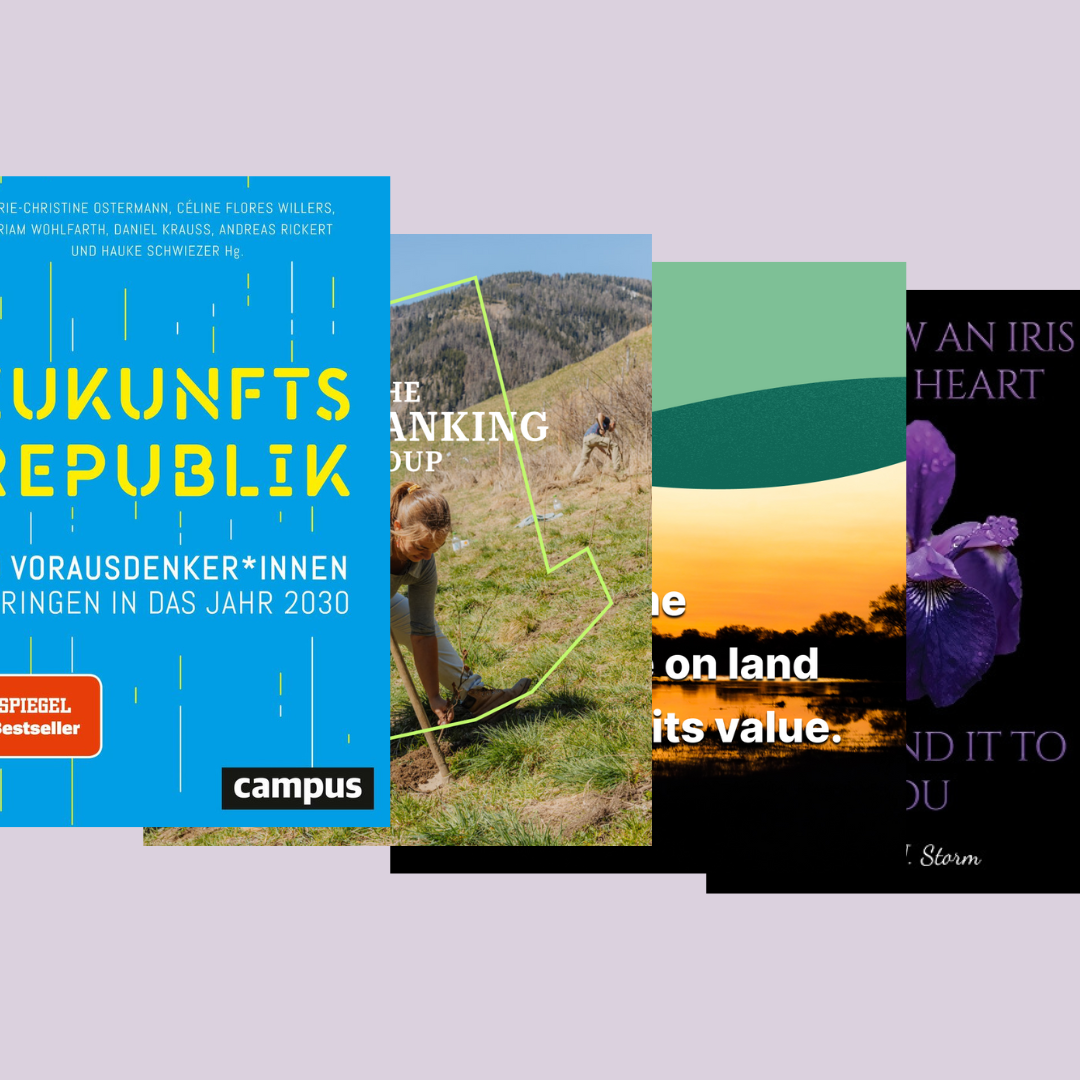 RIE-CHRISTINE OSTERMANN, CÉLINE FLORES WILLERS,
RIAM WOHLFARTH, DANIEL KRAUSS, ANDREAS RICKERT
UND HAUKE SCHWIEZER Hg.
ZUKUNFTS
REPUBLIK
VORAUSDENKER*INNEN
RINGEN IN DAS JAHR 2030
SPIEGEL
Bestseller
campus
HE
ANKING
OUP
ne
e on land
its value.
W AN IRIS
HEART
ND IT TO
OU
J. Storm